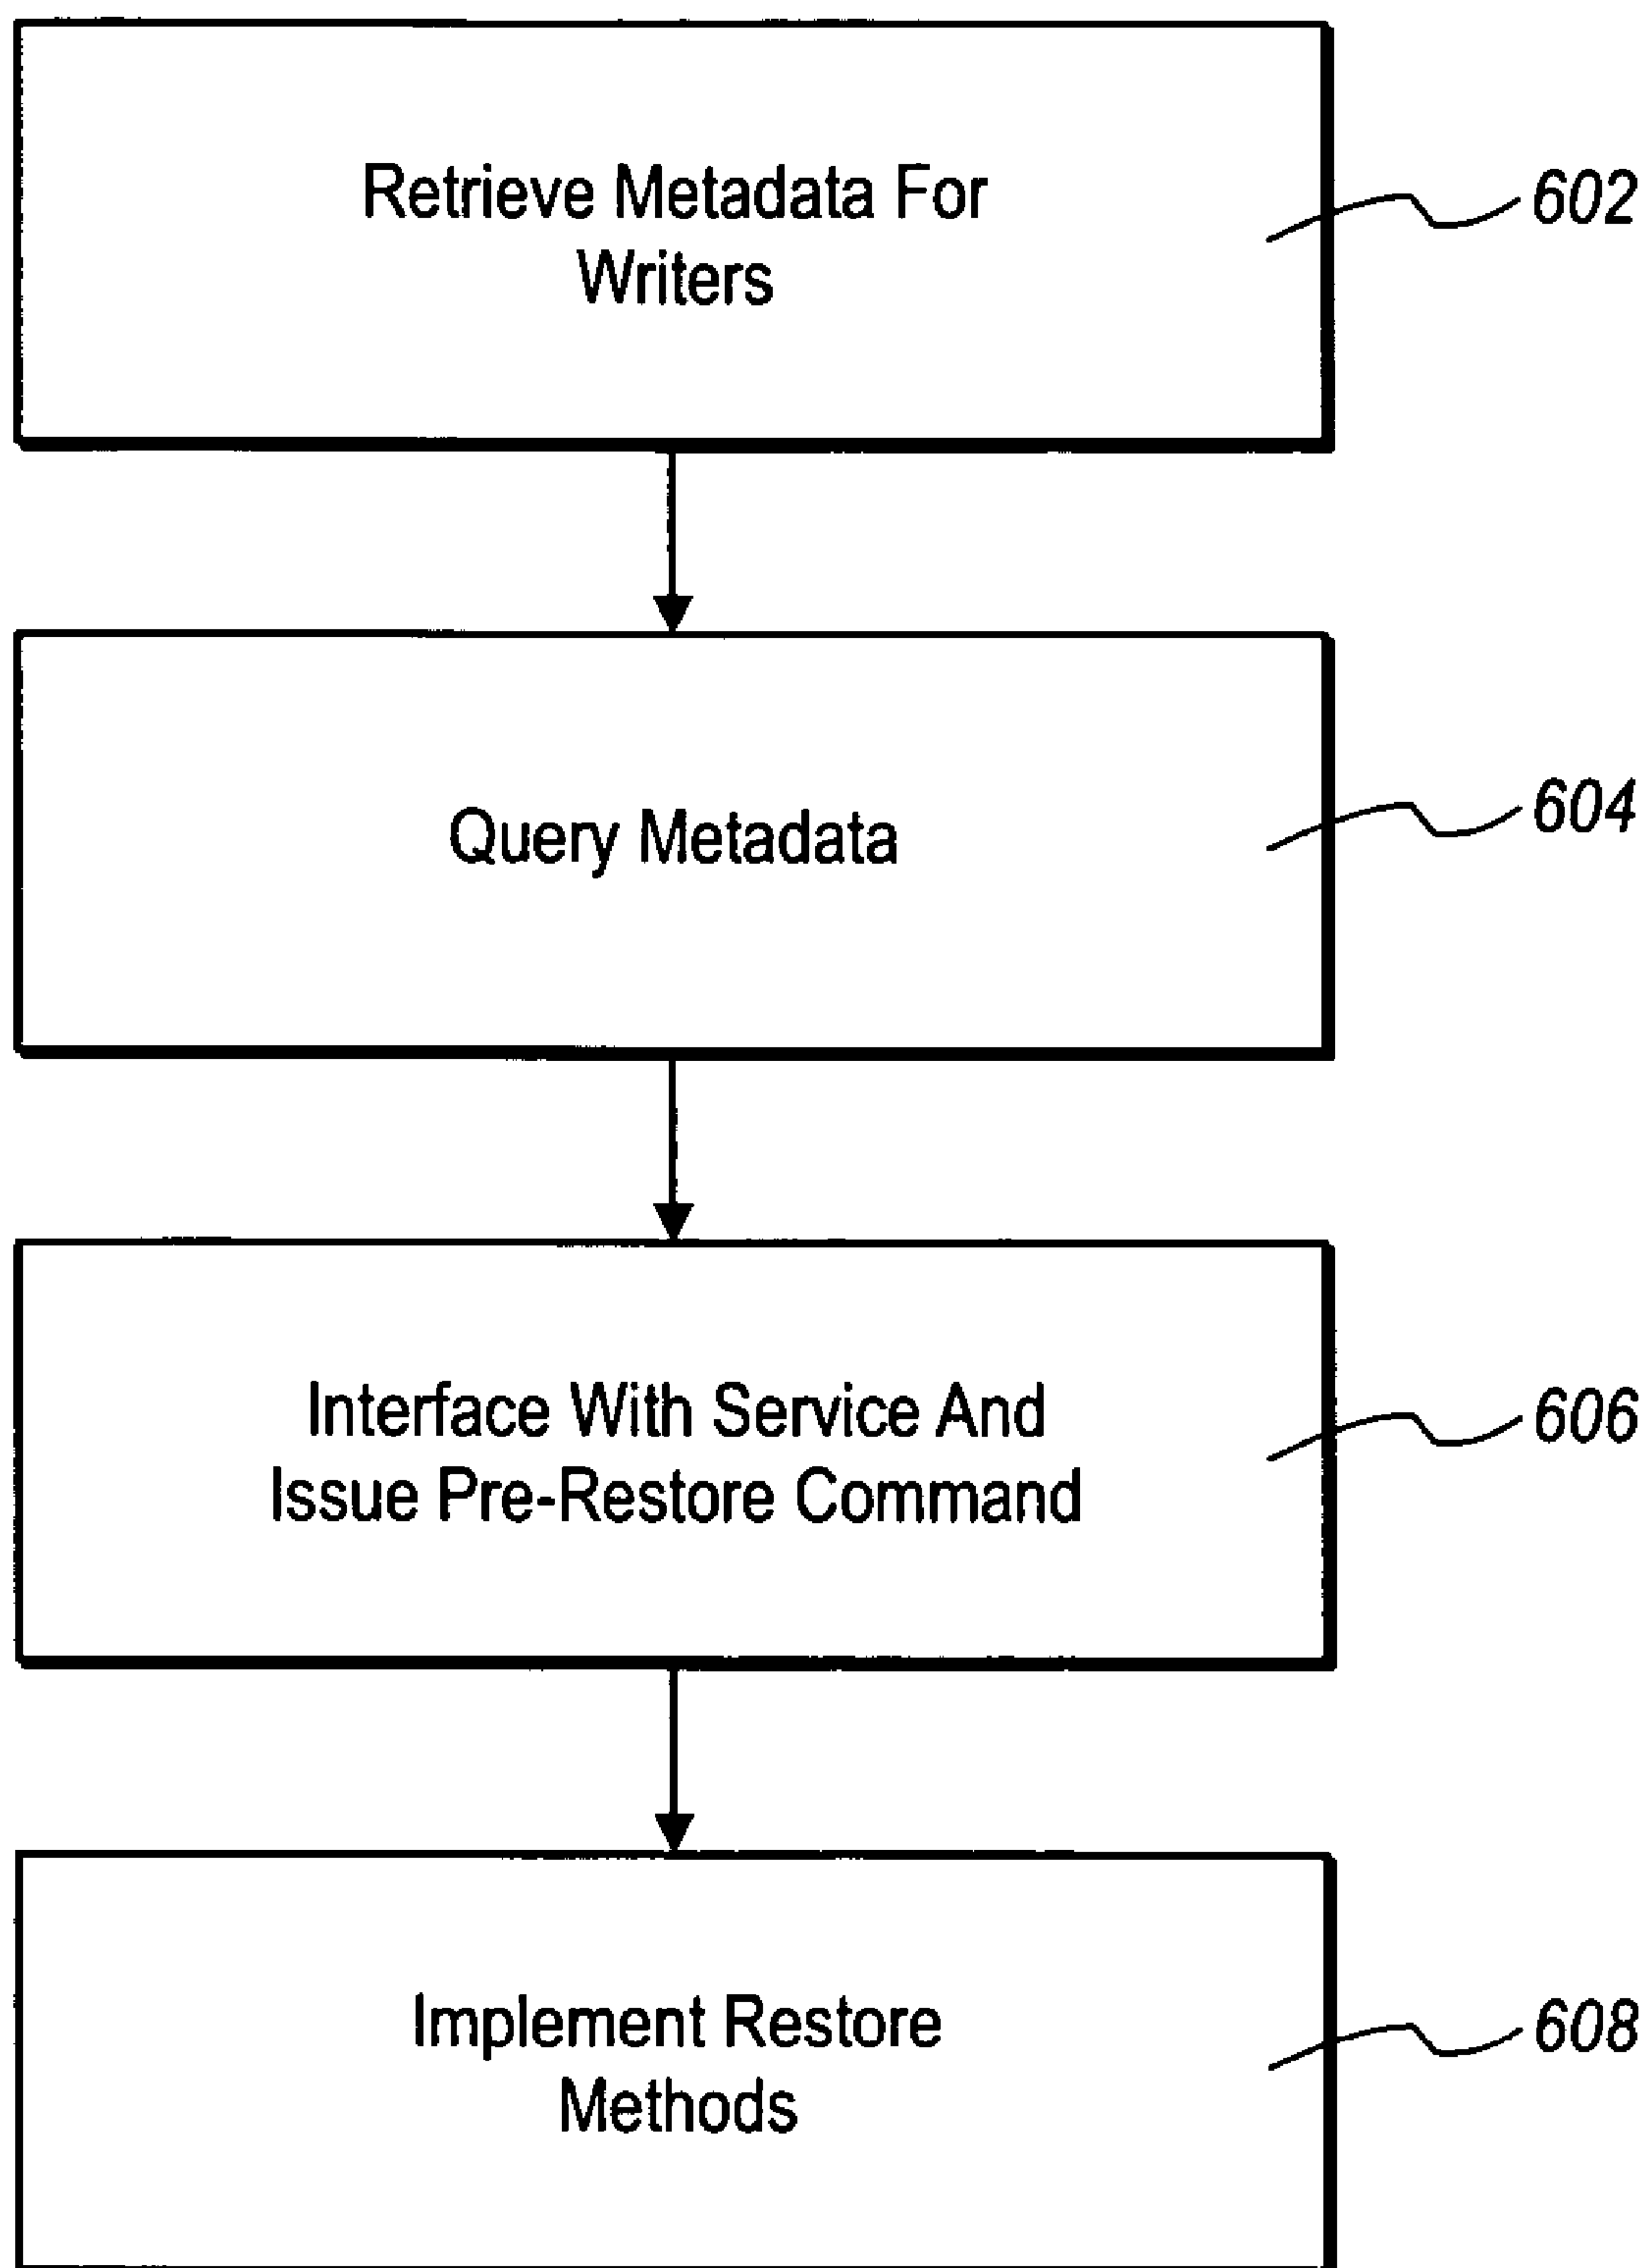 Retrieve Metadata For
Writers
602
Query Metadata
604
Interface With Service And
Issue Pre-Restore Command
606
Implement Restore
Methods
608